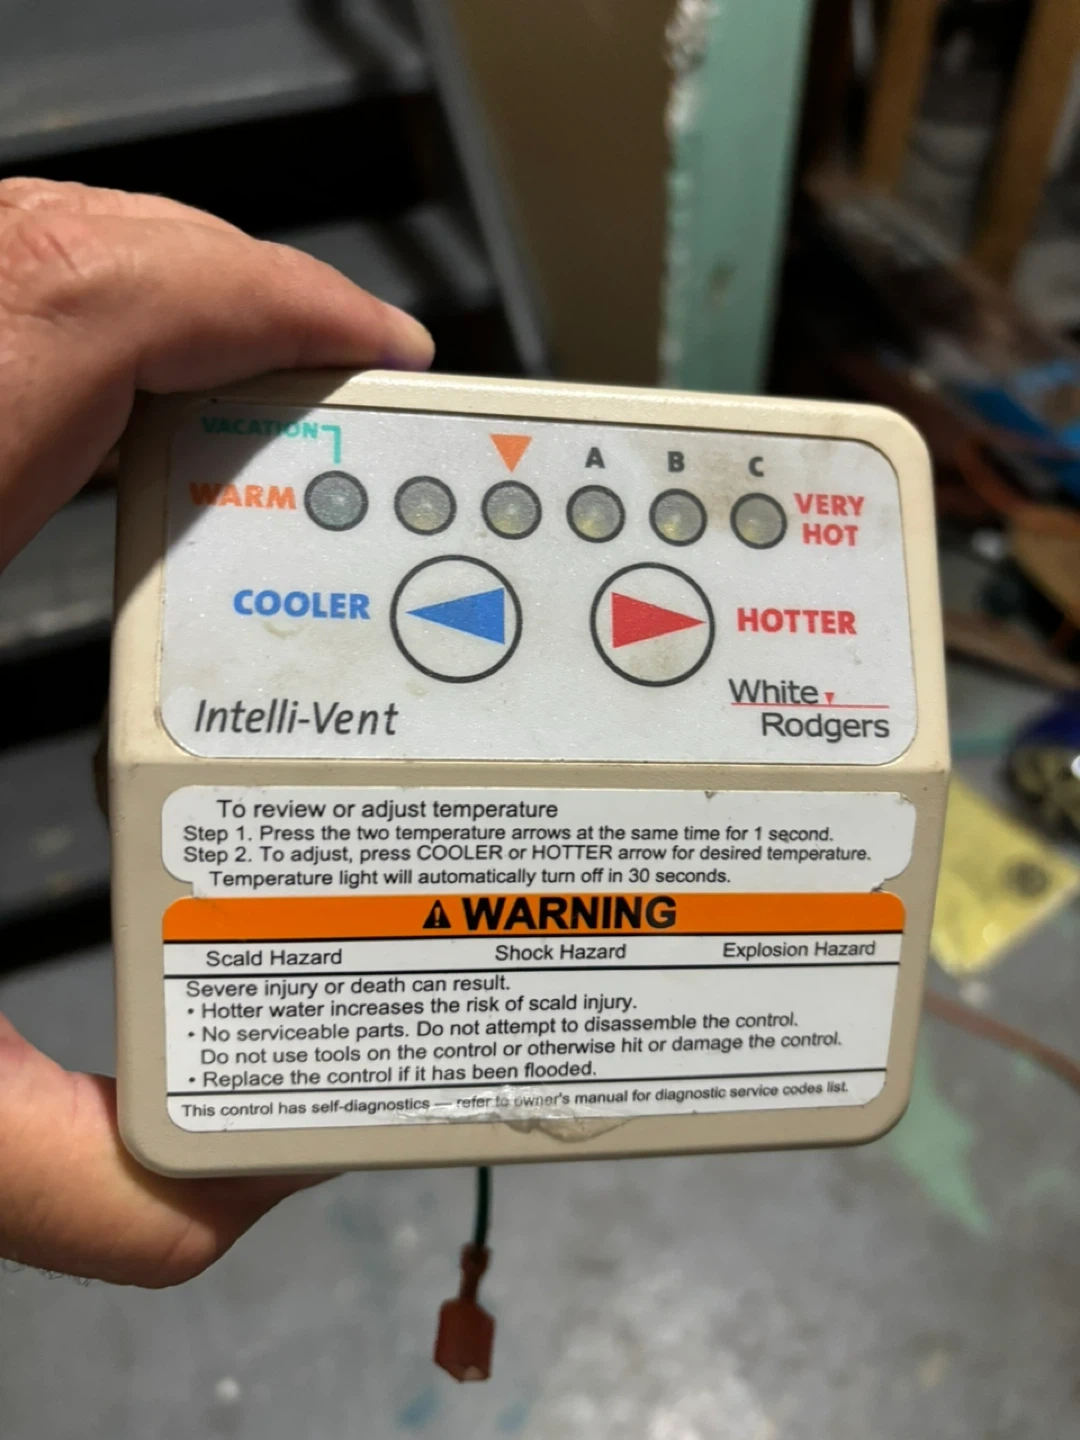 VACATION
A B C
WARM
VERY
HOT
COOLER
HOTTER
Intelli-Vent
White
Rodgers
To review or adjust temperature
Step 1. Press the two temperature arrows at the same time for 1 second.
Step 2. To adjust, press COOLER or HOTTER arrow for desired temperature.
Temperature light will automatically turn off in 30 seconds.
WARNING
Scald Hazard Shock Hazard Explosion Hazard
Severe injury or death can result.
• Hotter water increases the risk of scald injury.
• No serviceable parts. Do not attempt to disassemble the control.
Do not use tools on the control or otherwise hit or damage the control.
• Replace the control if it has been flooded.
This control has self-diagnostics — refer to owner's manual for diagnostic service codes list.